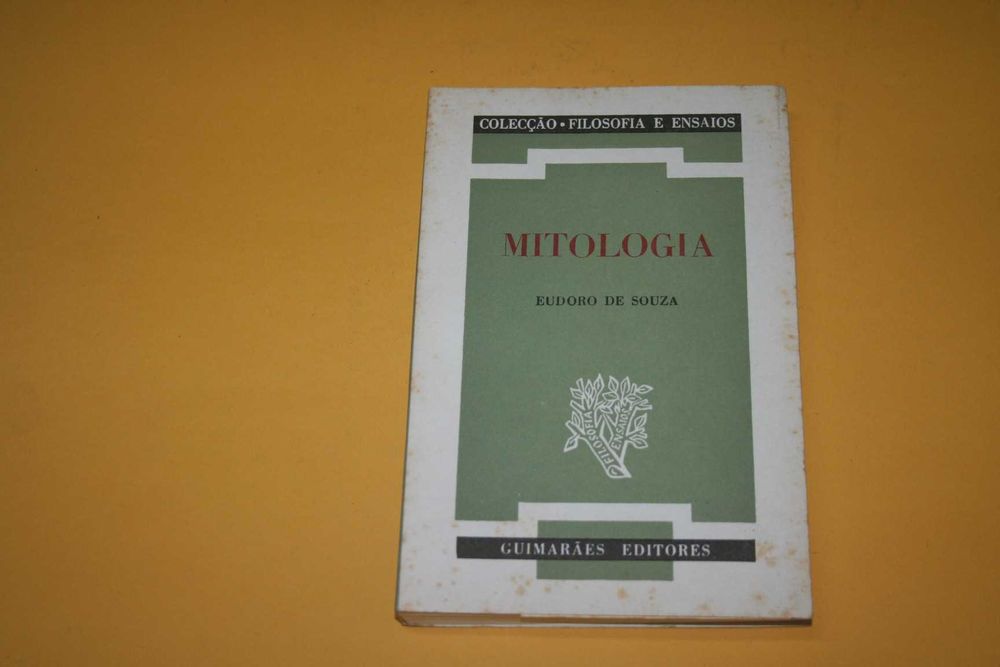 COLECÇÃO • FILOSOFIA E ENSAIOS
MITOLOGIA
EUDORO DE SOUZA
FILOSOFIA
E
ENSAIOS
GUIMARÃES EDITORES